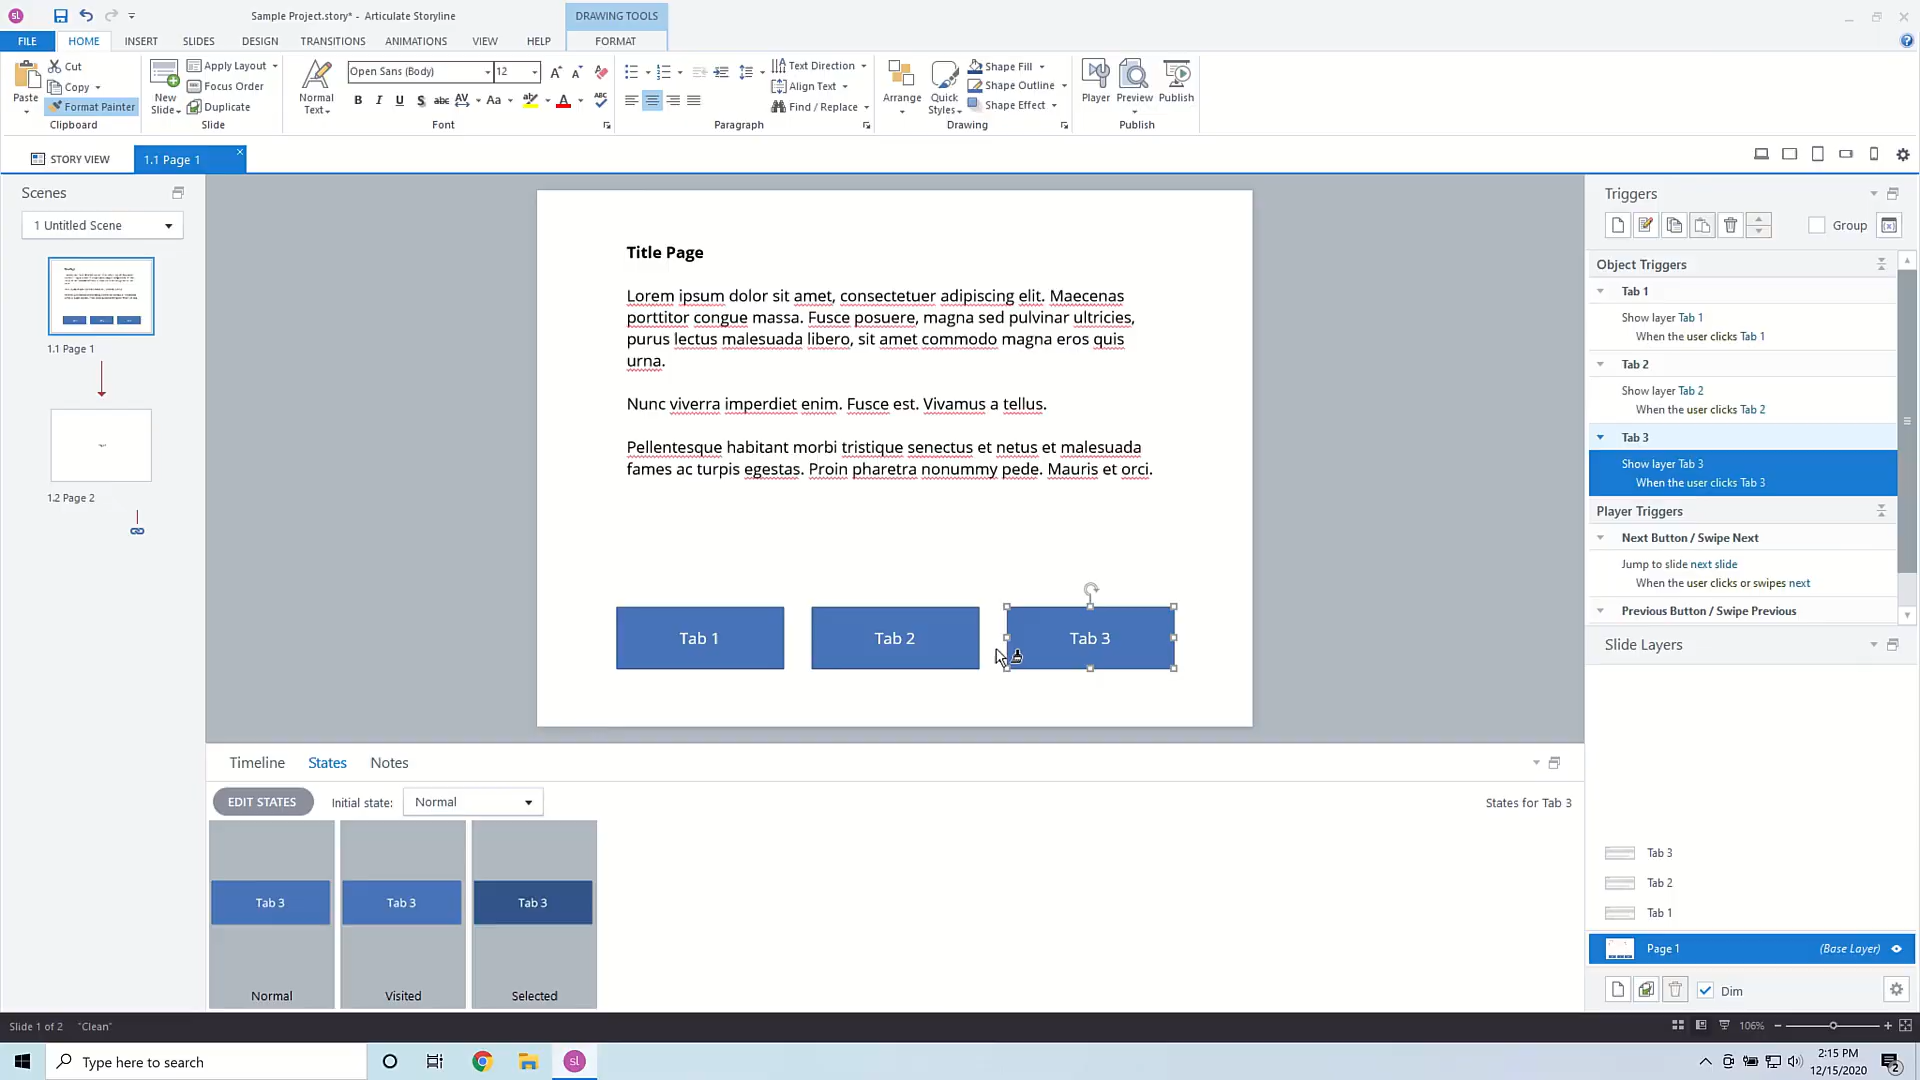 sl
Sample Project.story* - Articulate Storyline
DRAWING TOOLS
FILE
HOME
INSERT
SLIDES
DESIGN
TRANSITIONS
ANIMATIONS
VIEW
HELP
FORMAT
Paste
Cut
Copy
Format Painter
Clipboard
New
Slide
Apply Layout
Focus Order
Duplicate
Slide
Normal
Text
Open Sans (Body)
12
B I U S abc AV Aa A
ABC
Font
Text Direction
Align Text
Find / Replace
Paragraph
Arrange
Quick
Styles
Shape Fill
Shape Outline
Shape Effect
Drawing
Player
Preview
Publish
Publish
STORY VIEW
1.1 Page 1
Scenes
1 Untitled Scene
1.1 Page 1
1.2 Page 2
Title Page
Lorem ipsum dolor sit amet, consectetuer adipiscing elit. Maecenas
porttitor congue massa. Fusce posuere, magna sed pulvinar ultricies,
purus lectus malesuada libero, sit amet commodo magna eros quis
urna.
Nunc viverra imperdiet enim. Fusce est. Vivamus a tellus.
Pellentesque habitant morbi tristique senectus et netus et malesuada
fames ac turpis egestas. Proin pharetra nonummy pede. Mauris et orci.
Tab 1
Tab 2
Tab 3
Timeline
States
Notes
EDIT STATES
Initial state:
Normal
States for Tab 3
Tab 3
Tab 3
Tab 3
Normal
Visited
Selected
Triggers
Group
Object Triggers
Tab 1
Show layer Tab 1
When the user clicks Tab 1
Tab 2
Show layer Tab 2
When the user clicks Tab 2
Tab 3
Show layer Tab 3
When the user clicks Tab 3
Player Triggers
Next Button / Swipe Next
Jump to slide next slide
When the user clicks or swipes next
Previous Button / Swipe Previous
Slide Layers
Tab 3
Tab 2
Tab 1
Page 1
(Base Layer)
Dim
Slide 1 of 2
"Clean"
106%
Type here to search
sl
2:15 PM
12/15/2020
2